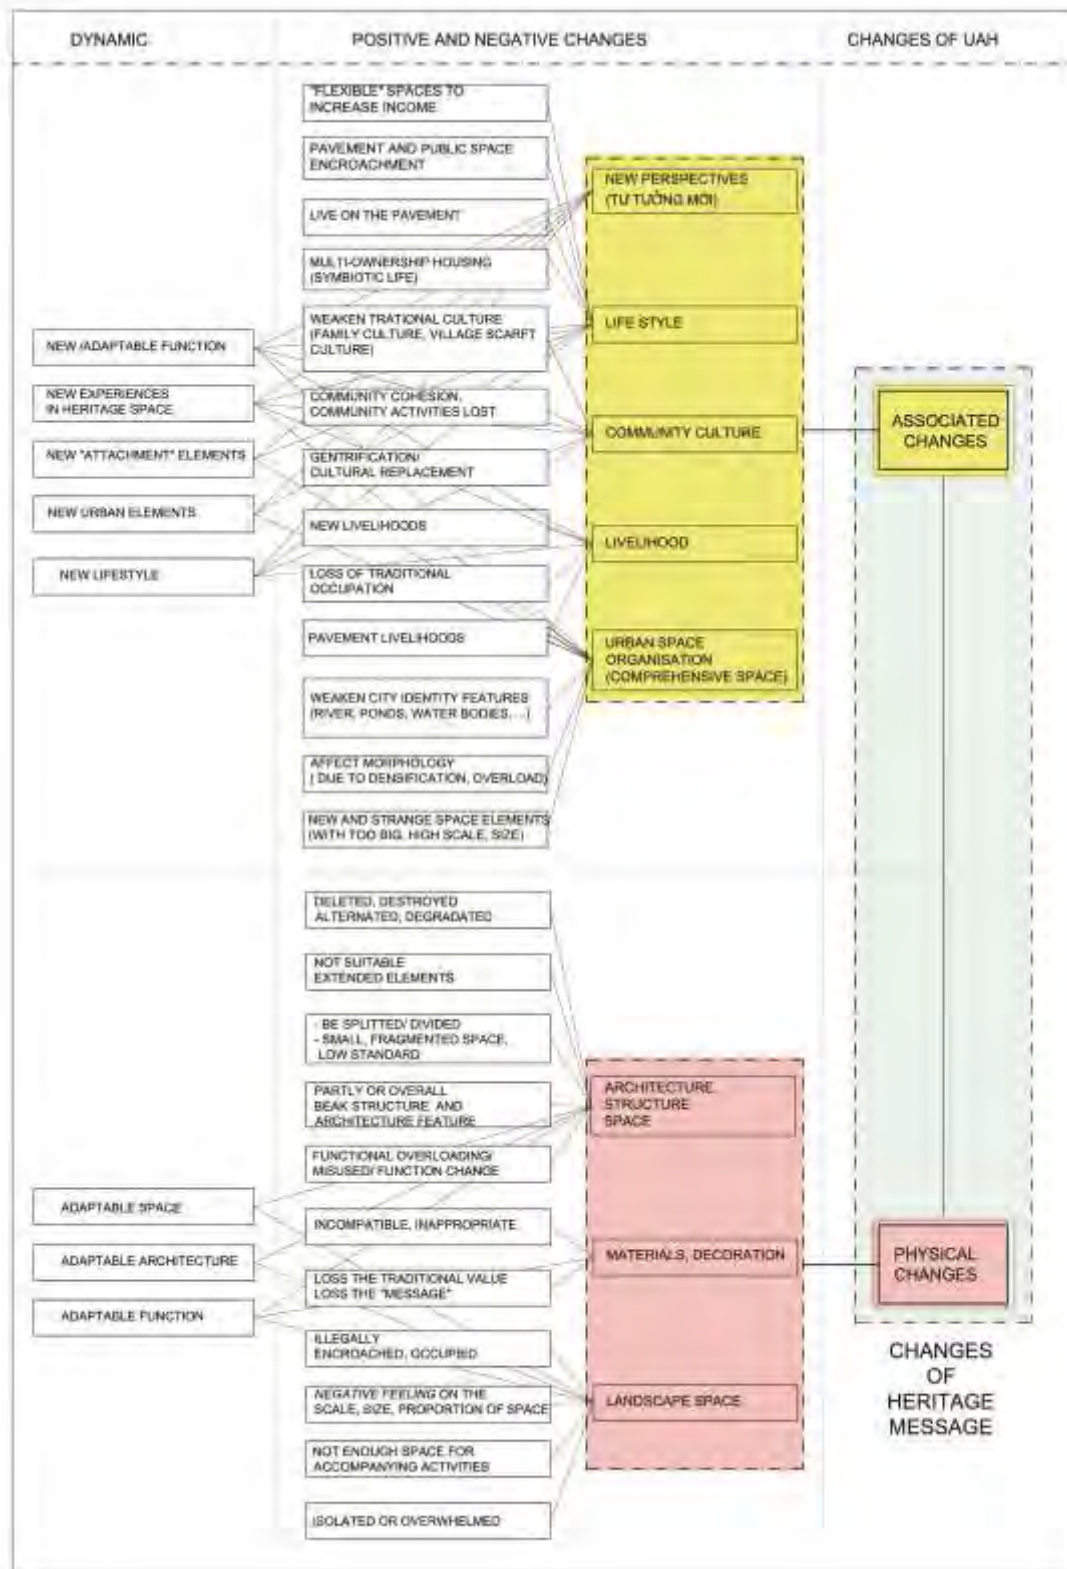 DYNAMIC
POSITIVE AND NEGATIVE CHANGES
CHANGES OF UAH
NEW /ADAPTABLE FUNCTION
NEW EXPERIENCES
IN HERITAGE SPACE
NEW "ATTACHMENT" ELEMENTS
NEW URBAN ELEMENTS
NEW LIFESTYLE
ADAPTABLE SPACE
ADAPTABLE ARCHITECTURE
ADAPTABLE FUNCTION
"FLEXIBLE" SPACES TO
INCREASE INCOME
PAVEMENT AND PUBLIC SPACE
ENCROACHMENT
LIVE ON THE PAVEMENT
MULTI-OWNERSHIP HOUSING
(SYMBIOTIC LIFE)
WEAKEN TRATIONAL CULTURE
(FAMILY CULTURE, VILLAGE SCARFT
CULTURE)
COMMUNITY COHESION,
COMMUNITY ACTIVITIES LOST
GENTRIFICATION/
CULTURAL REPLACEMENT
NEW LIVELIHOODS
LOSS OF TRADITIONAL
OCCUPATION
PAVEMENT LIVELIHOODS
WEAKEN CITY IDENTITY FEATURES
(RIVER, PONDS, WATER BODIES,...)
AFFECT MORPHOLOGY
( DUE TO DENSIFICATION, OVERLOAD)
NEW AND STRANGE SPACE ELEMENTS
(WITH TOO BIG, HIGH SCALE, SIZE)
DELETED, DESTROYED
ALTERNATED, DEGRADATED
NOT SUITABLE
EXTENDED ELEMENTS
- BE SPLITTED/ DIVIDED
- SMALL, FRAGMENTED SPACE,
LOW STANDARD
PARTLY OR OVERALL
BEAK STRUCTURE AND
ARCHITECTURE FEATURE
FUNCTIONAL OVERLOADING/
MISUSED/ FUNCTION CHANGE
INCOMPATIBLE, INAPPROPRIATE
LOSS THE TRADITIONAL VALUE
LOSS THE "MESSAGE"
ILLEGALLY
ENCROACHED, OCCUPIED
NEGATIVE FEELING ON THE
SCALE, SIZE, PROPORTION OF SPACE
NOT ENOUGH SPACE FOR
ACCOMPANYING ACTIVITIES
ISOLATED OR OVERWHELMED
NEW PERSPECTIVES
(TƯ TƯỞNG MỚI)
LIFE STYLE
COMMUNITY CULTURE
LIVELIHOOD
URBAN SPACE
ORGANISATION
(COMPREHENSIVE SPACE)
ARCHITECTURE
STRUCTURE
SPACE
MATERIALS, DECORATION
LANDSCAPE SPACE
ASSOCIATED
CHANGES
PHYSICAL
CHANGES
CHANGES
OF
HERITAGE
MESSAGE